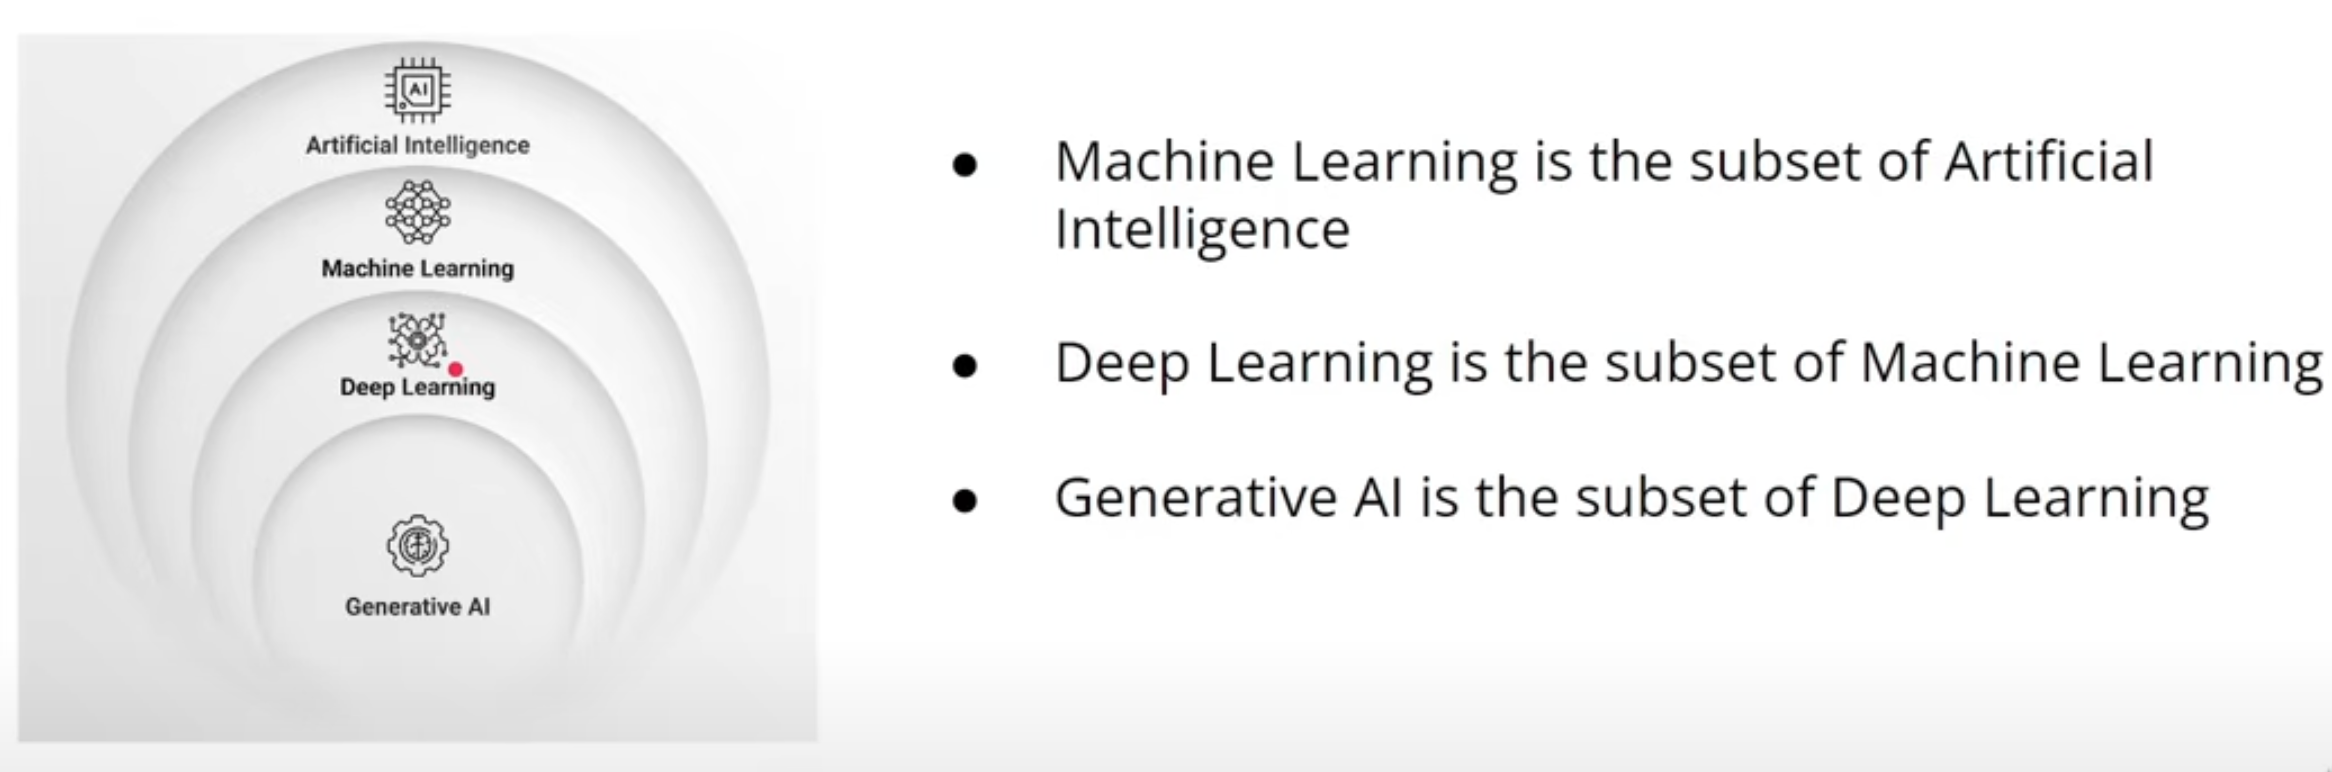 AI
Artificial Intelligence
Machine Learning
Deep Learning
Generative AI
● Machine Learning is the subset of Artificial
Intelligence
● Deep Learning is the subset of Machine Learning
● Generative AI is the subset of Deep Learning